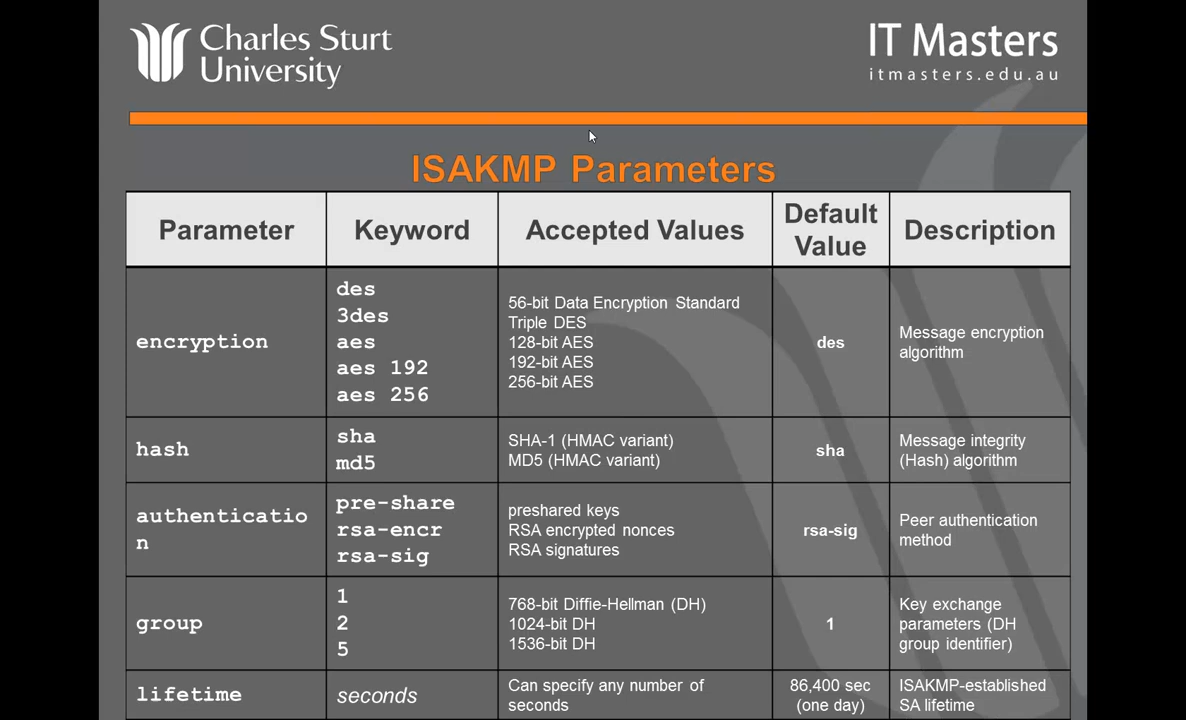 Charles Sturt
University
IT Masters
itmasters.edu.au
ISAKMP Parameters
Parameter
Keyword
Accepted Values
Default
Value
Description
encryption
des
3des
aes
aes 192
aes 256
56-bit Data Encryption Standard
Triple DES
128-bit AES
192-bit AES
256-bit AES
des
Message encryption
algorithm
hash
sha
md5
SHA-1 (HMAC variant)
MD5 (HMAC variant)
sha
Message integrity
(Hash) algorithm
authenticatio
n
pre-share
rsa-encr
rsa-sig
preshared keys
RSA encrypted nonces
RSA signatures
rsa-sig
Peer authentication
method
group
1
2
5
768-bit Diffie-Hellman (DH)
1024-bit DH
1536-bit DH
1
Key exchange
parameters (DH
group identifier)
lifetime
seconds
Can specify any number of
seconds
86,400 sec
(one day)
ISAKMP-established
SA lifetime